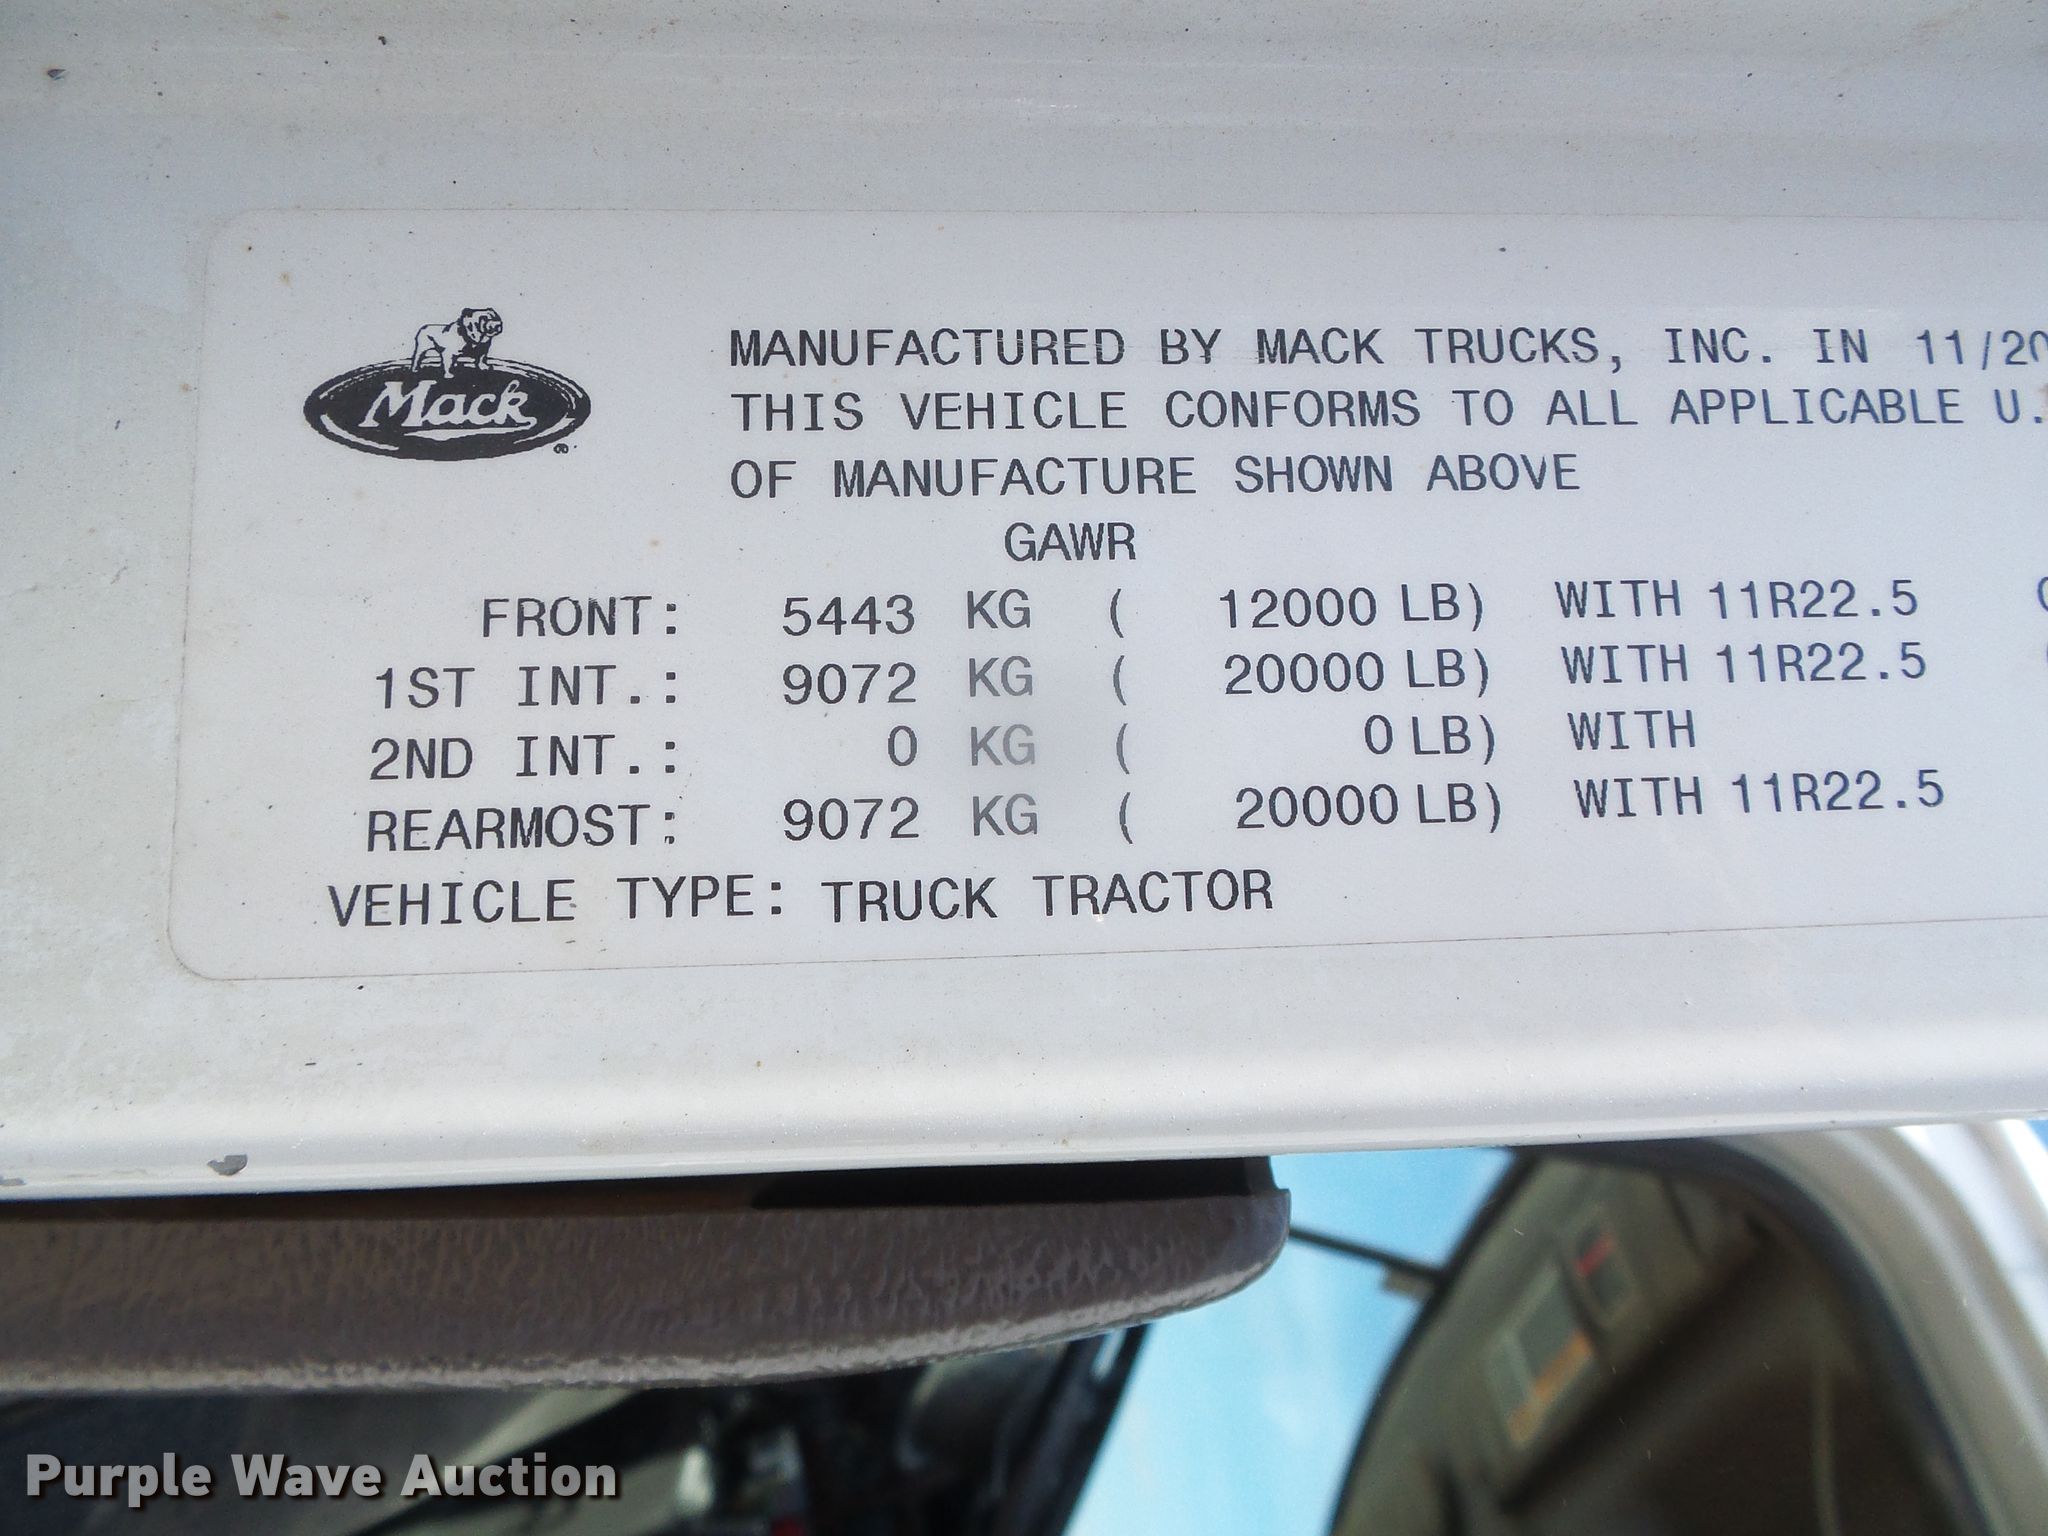 Mack
MANUFACTURED BY MACK TRUCKS, INC. IN 11/20
THIS VEHICLE CONFORMS TO ALL APPLICABLE U.
OF MANUFACTURE SHOWN ABOVE
GAWR
FRONT: 5443 KG ( 12000 LB) WITH 11R22.5
1ST INT.: 9072 KG ( 20000 LB) WITH 11R22.5
2ND INT.: 0 KG ( 0 LB) WITH
REARMOST: 9072 KG ( 20000 LB) WITH 11R22.5
VEHICLE TYPE: TRUCK TRACTOR
Purple Wave Auction